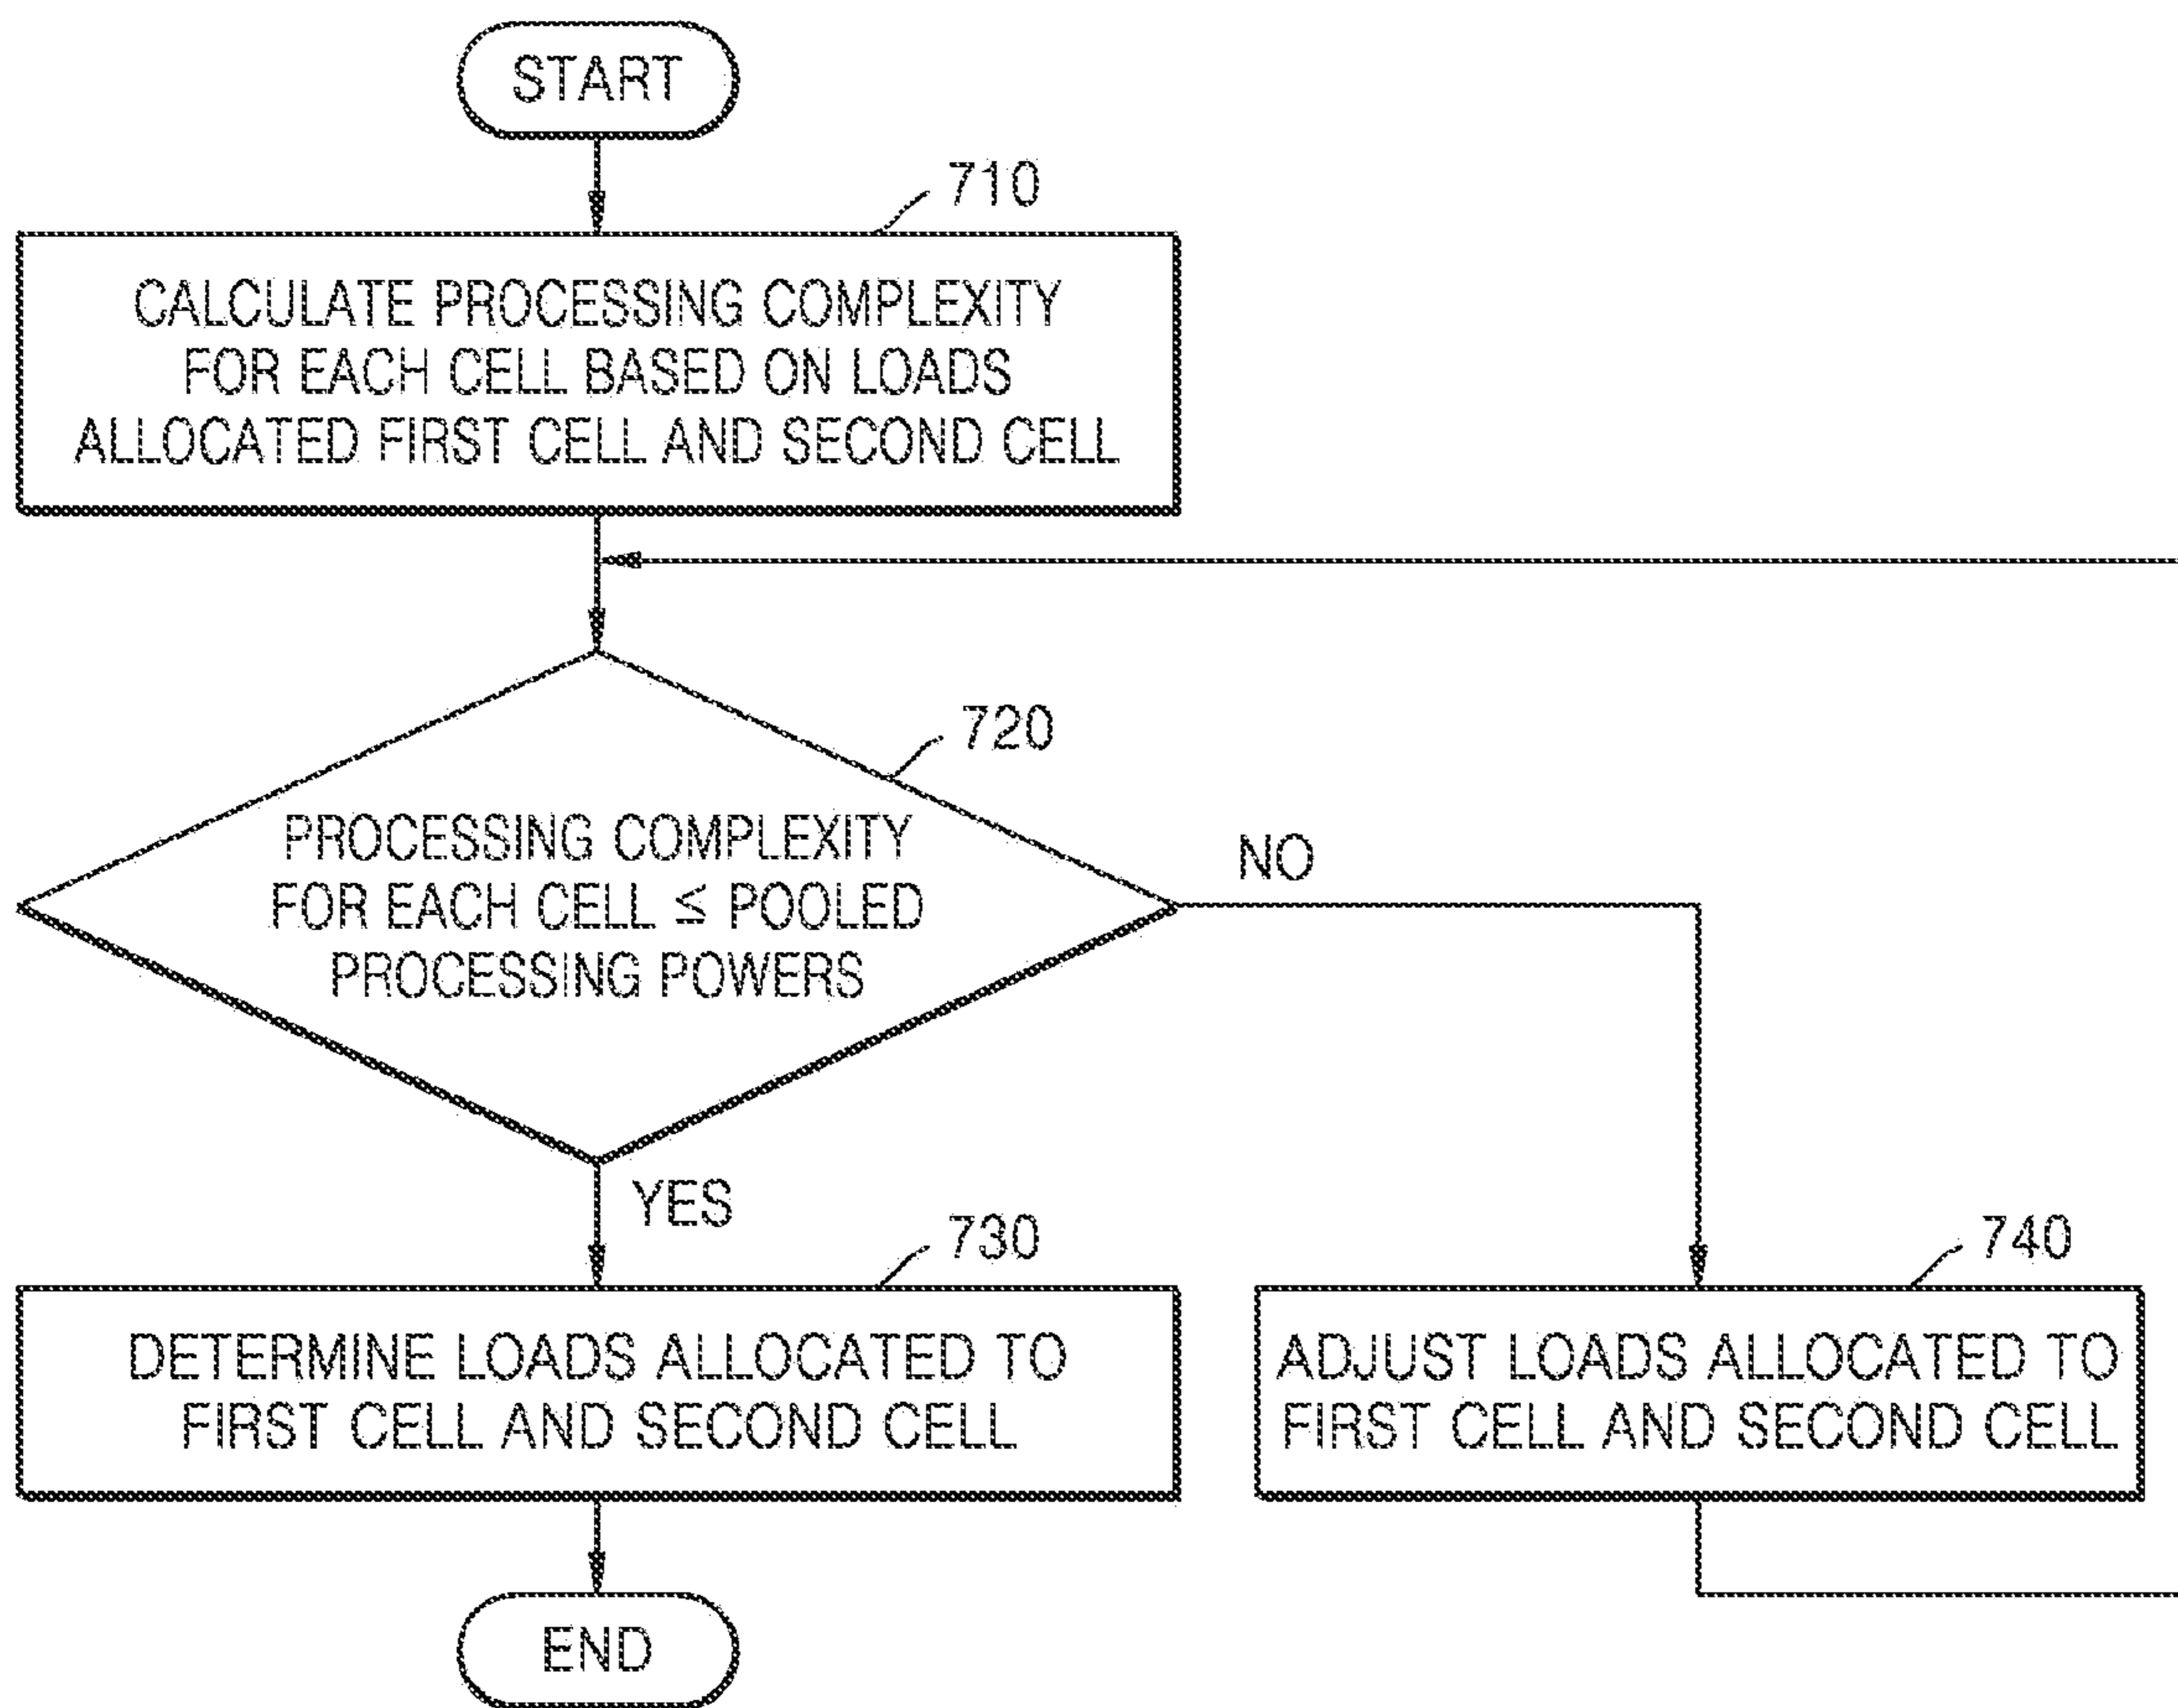 START
710
CALCULATE PROCESSING COMPLEXITY
FOR EACH CELL BASED ON LOADS
ALLOCATED FIRST CELL AND SECOND CELL
720
PROCESSING COMPLEXITY
FOR EACH CELL ≤ POOLED
PROCESSING POWERS
NO
YES
730
DETERMINE LOADS ALLOCATED TO
FIRST CELL AND SECOND CELL
740
ADJUST LOADS ALLOCATED TO
FIRST CELL AND SECOND CELL
END